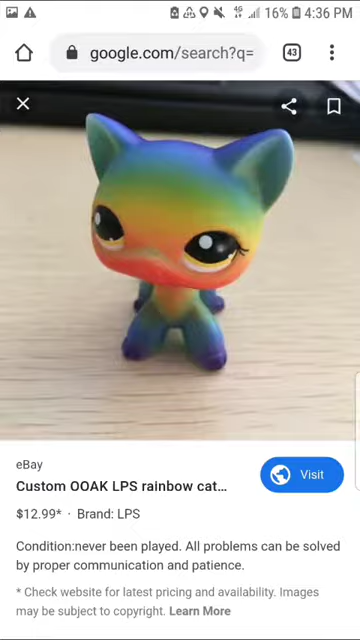 4G 16% 4:36 PM
google.com/search?q=
43
eBay
Custom OOAK LPS rainbow cat...
Visit
$12.99* · Brand: LPS
Condition:never been played. All problems can be solved
by proper communication and patience.
* Check website for latest pricing and availability. Images
may be subject to copyright. Learn More